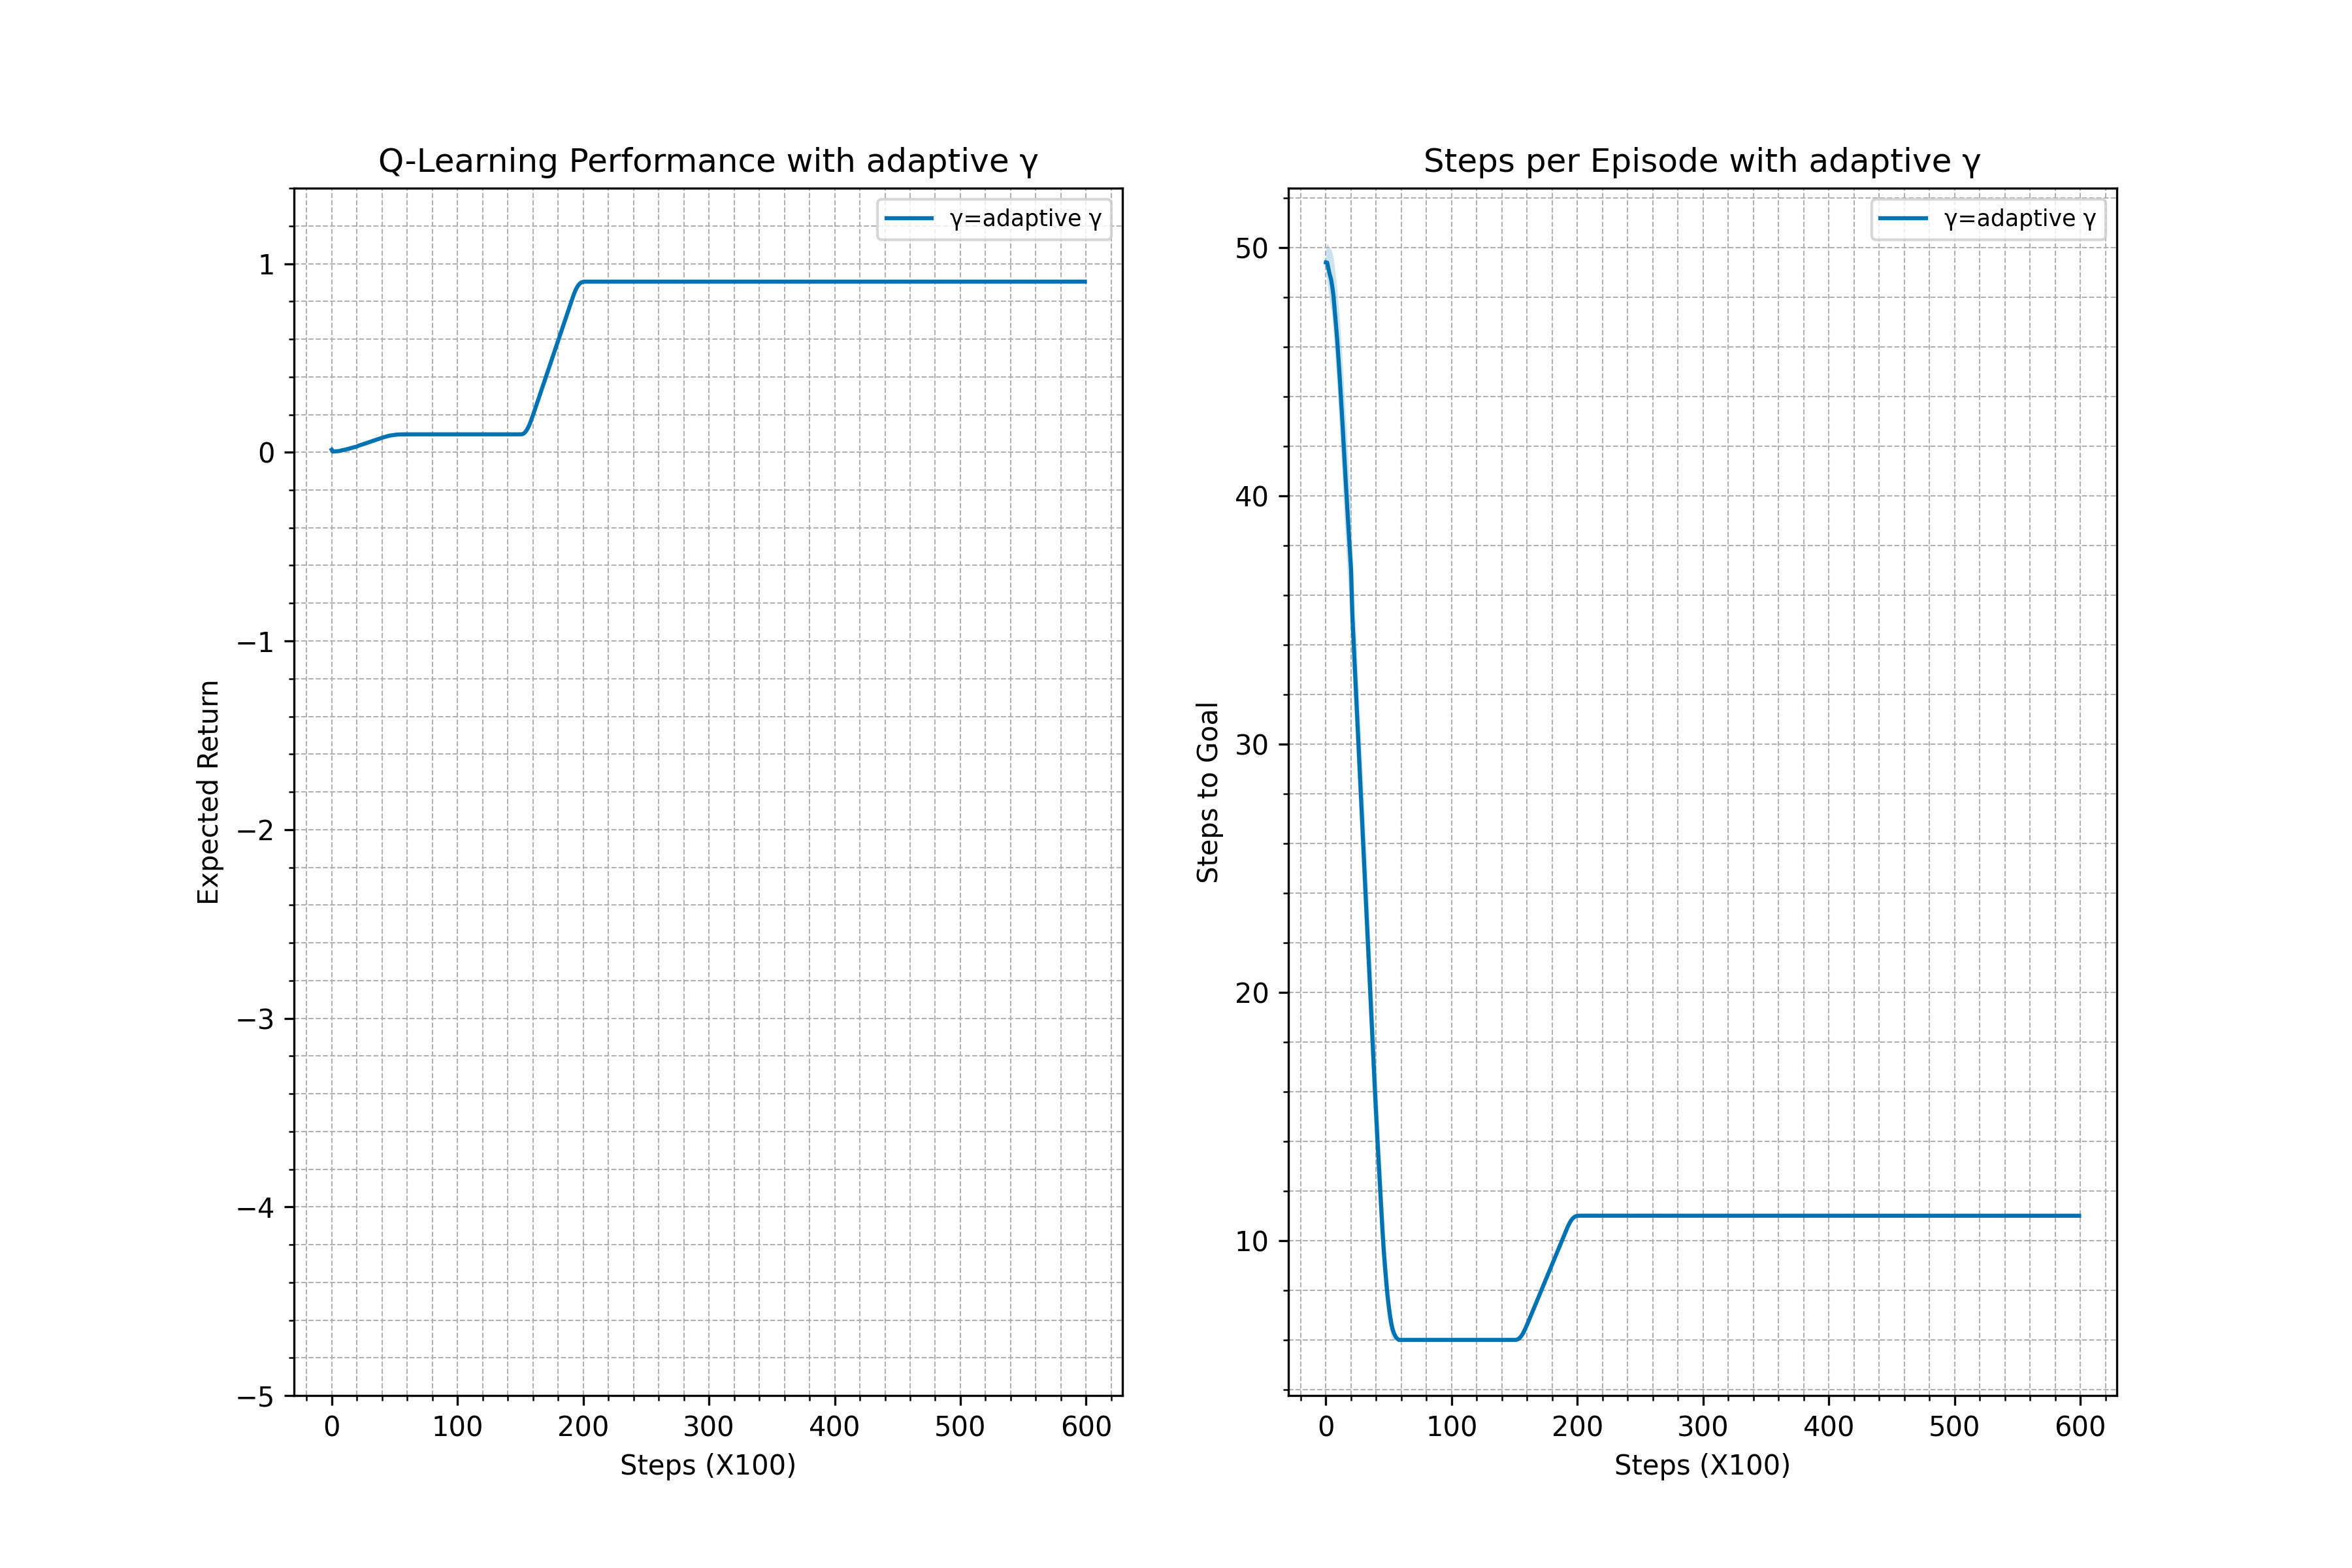 Q-Learning Performance with adaptive γ
γ=adaptive γ
Expected Return
1
0
−1
−2
−3
−4
−5
0 100 200 300 400 500 600
Steps (X100)
Steps per Episode with adaptive γ
γ=adaptive γ
Steps to Goal
50
40
30
20
10
0 100 200 300 400 500 600
Steps (X100)